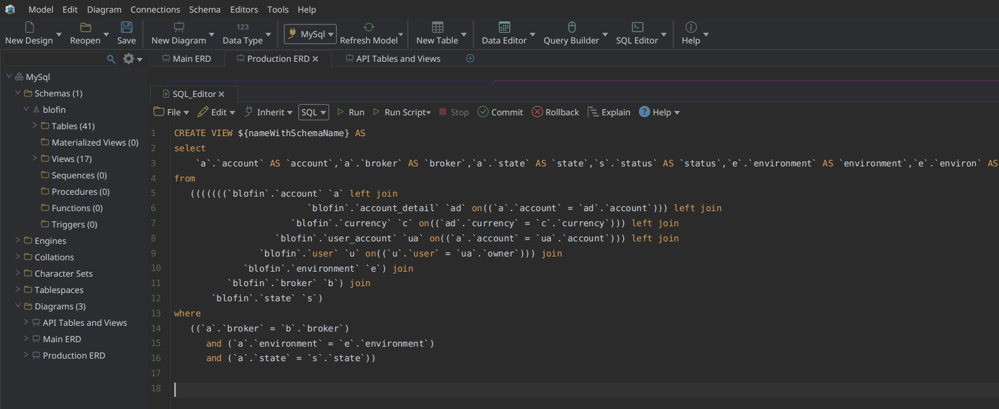 Model Edit Diagram Connections Schema Editors Tools Help
123
New Design Reopen Save New Diagram Data Type MySql Refresh Model New Table Data Editor Query Builder SQL Editor Help
Main ERD Production ERD API Tables and Views
MySql
Schemas (1)
blofin
Tables (41)
Materialized Views (0)
Views (17)
Sequences (0)
Procedures (0)
Functions (0)
Triggers (0)
Engines
Collations
Character Sets
Tablespaces
Diagrams (3)
API Tables and Views
Main ERD
Production ERD
SQL_Editor
File Edit Inherit SQL Run Run Script Stop Commit Rollback Explain Help
1 CREATE VIEW ${nameWithSchemaName} AS
2 select
3 `a`.`account` AS `account`,`a`.`broker` AS `broker`,`a`.`state` AS `state`,`s`.`status` AS `status`,`e`.`environment` AS `environment`,`e`.`environ` AS
4 from
5 (((((((`blofin`.`account` `a` left join
6 `blofin`.`account_detail` `ad` on((`a`.`account` = `ad`.`account`))) left join
7 `blofin`.`currency` `c` on((`ad`.`currency` = `c`.`currency`))) left join
8 `blofin`.`user_account` `ua` on((`a`.`account` = `ua`.`account`))) left join
9 `blofin`.`user` `u` on((`u`.`user` = `ua`.`owner`))) join
10 `blofin`.`environment` `e`) join
11 `blofin`.`broker` `b`) join
12 `blofin`.`state` `s`)
13 where
14 ((`a`.`broker` = `b`.`broker`)
15 and (`a`.`environment` = `e`.`environment`)
16 and (`a`.`state` = `s`.`state`))
17
18